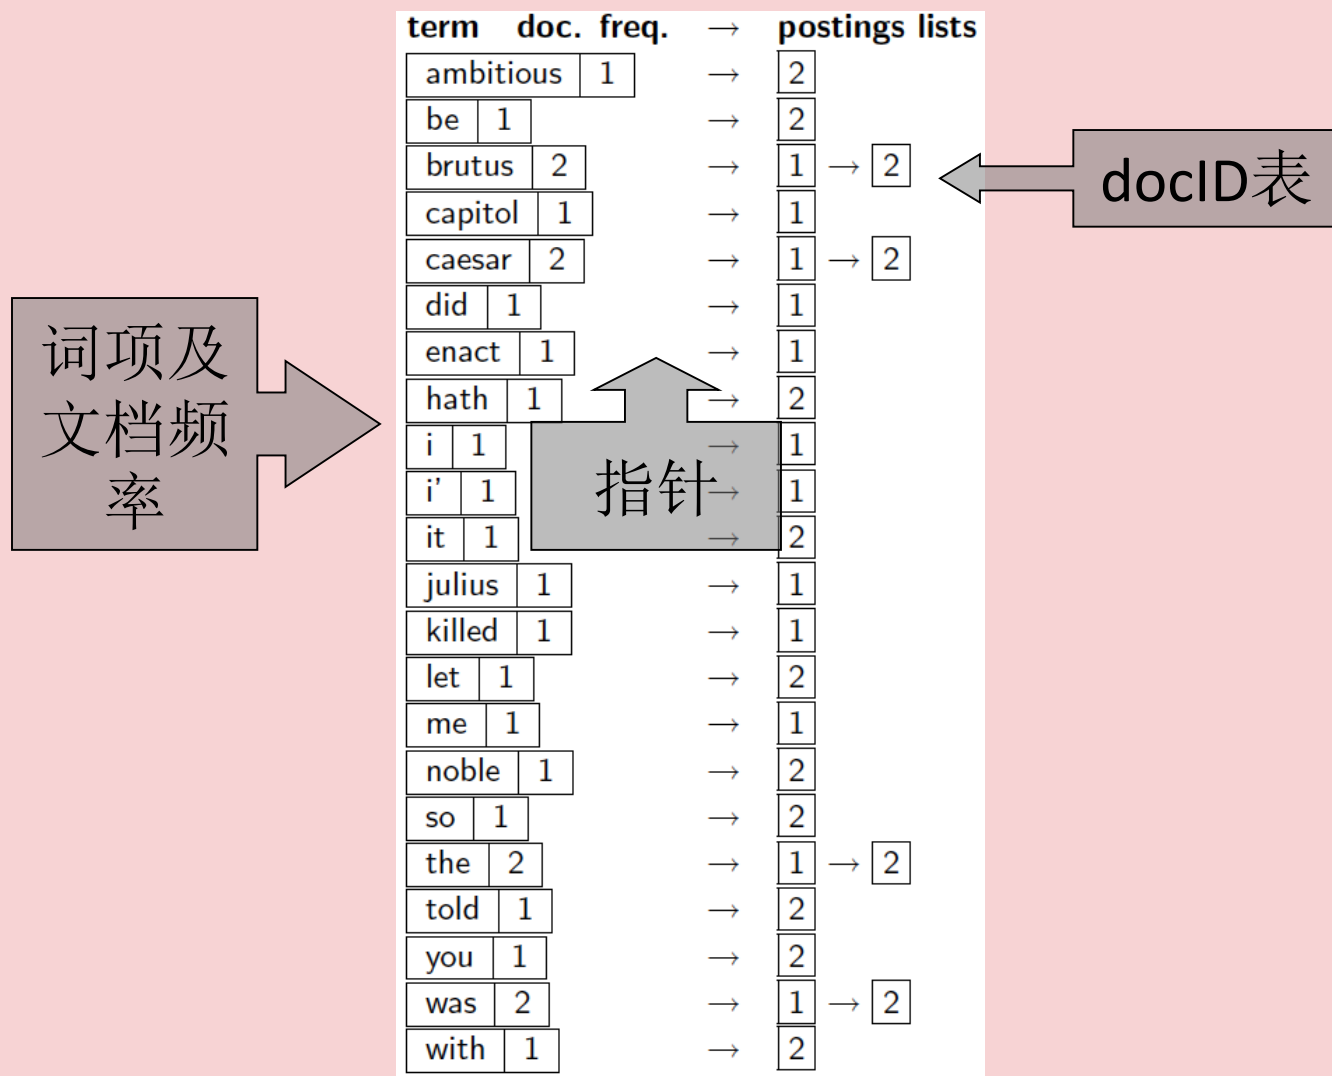 term doc. freq. → postings lists
ambitious 1 → 2
be 1 → 2
brutus 2 → 1 → 2
capitol 1 → 1
caesar 2 → 1 → 2
did 1 → 1
enact 1 → 1
hath 1 → 2
i 1 → 1
i' 1 → 1
it 1 → 2
julius 1 → 1
killed 1 → 1
let 1 → 2
me 1 → 1
noble 1 → 2
so 1 → 2
the 2 → 1 → 2
told 1 → 2
you 1 → 2
was 2 → 1 → 2
with 1 → 2
docID表
词项及
文档频
率
指针